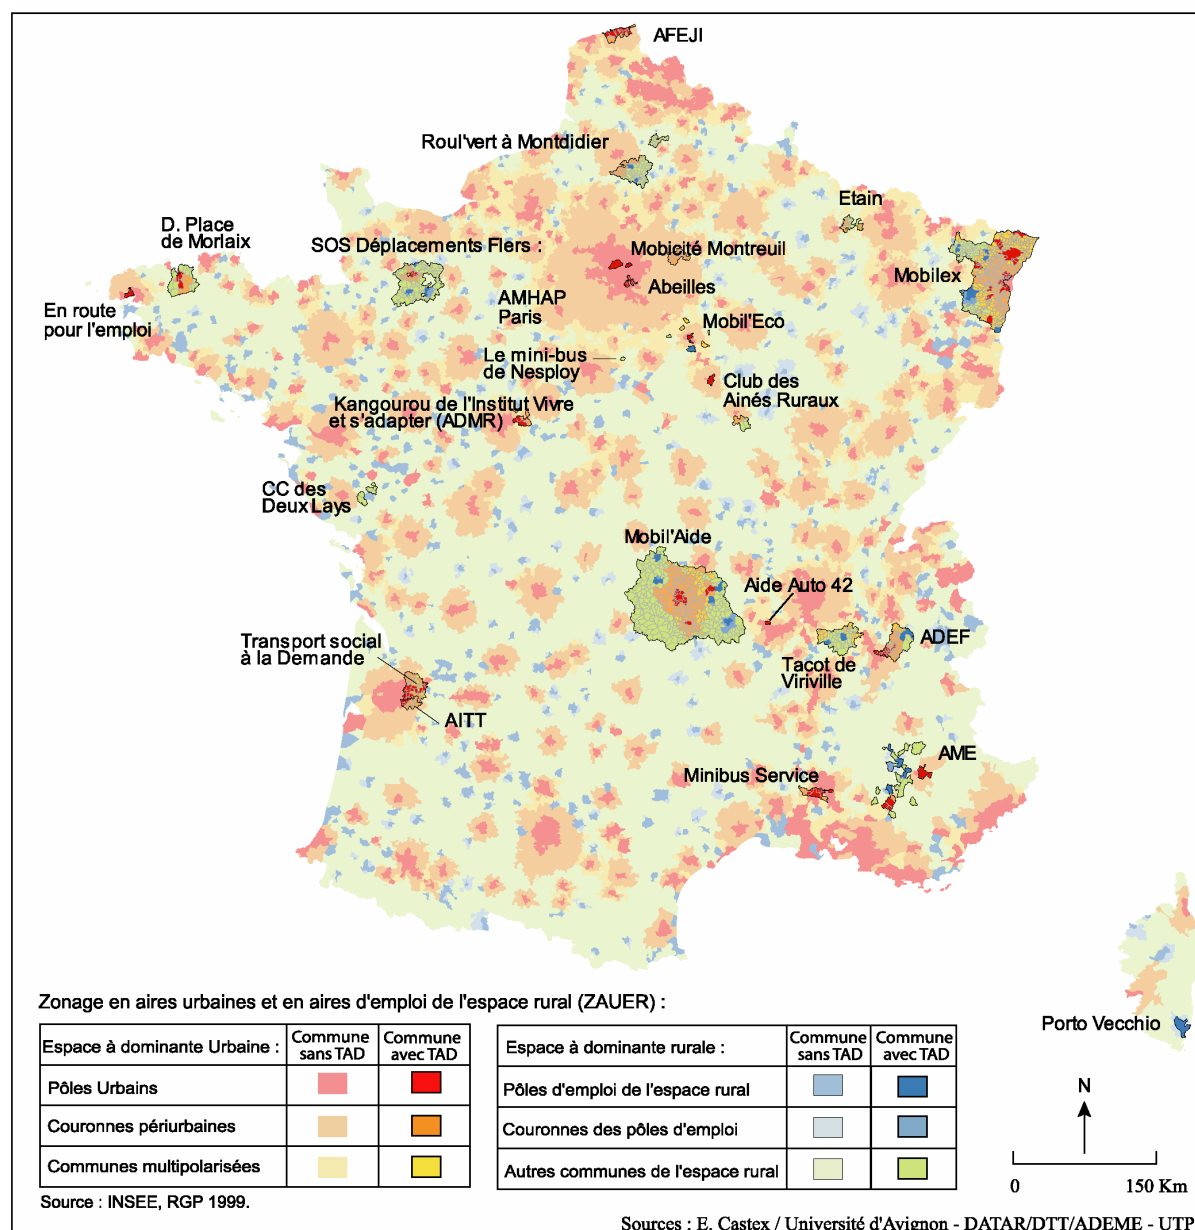 AFEJI
Roul'vert à Montdidier
Etain
D. Place
de Morlaix
SOS Déplacements Flers :
Mobicité Montreuil
Mobilex
Abeilles
En route
pour l'emploi
AMHAP
Paris
Mobil'Eco
Le mini-bus
de Nesploy
Club des
Ainés Ruraux
Kangourou de l'Institut Vivre
et s'adapter (ADMR)
CC des
Deux Lays
Mobil'Aide
Aide Auto 42
Transport social
à la Demande
ADEF
Tacot de
Viriville
AITT
AME
Minibus Service
Porto Vecchio
Zonage en aires urbaines et en aires d'emploi de l'espace rural (ZAUER) :
Espace à dominante Urbaine :
Commune
sans TAD
Commune
avec TAD
Pôles Urbains
Couronnes périurbaines
Communes multipolarisées
Source : INSEE, RGP 1999.
Espace à dominante rurale :
Commune
sans TAD
Commune
avec TAD
Pôles d'emploi de l'espace rural
Couronnes des pôles d'emploi
Autres communes de l'espace rural
N
0 150 Km
Sources : E. Castex / Université d'Avignon - DATAR/DTT/ADEME - UTP